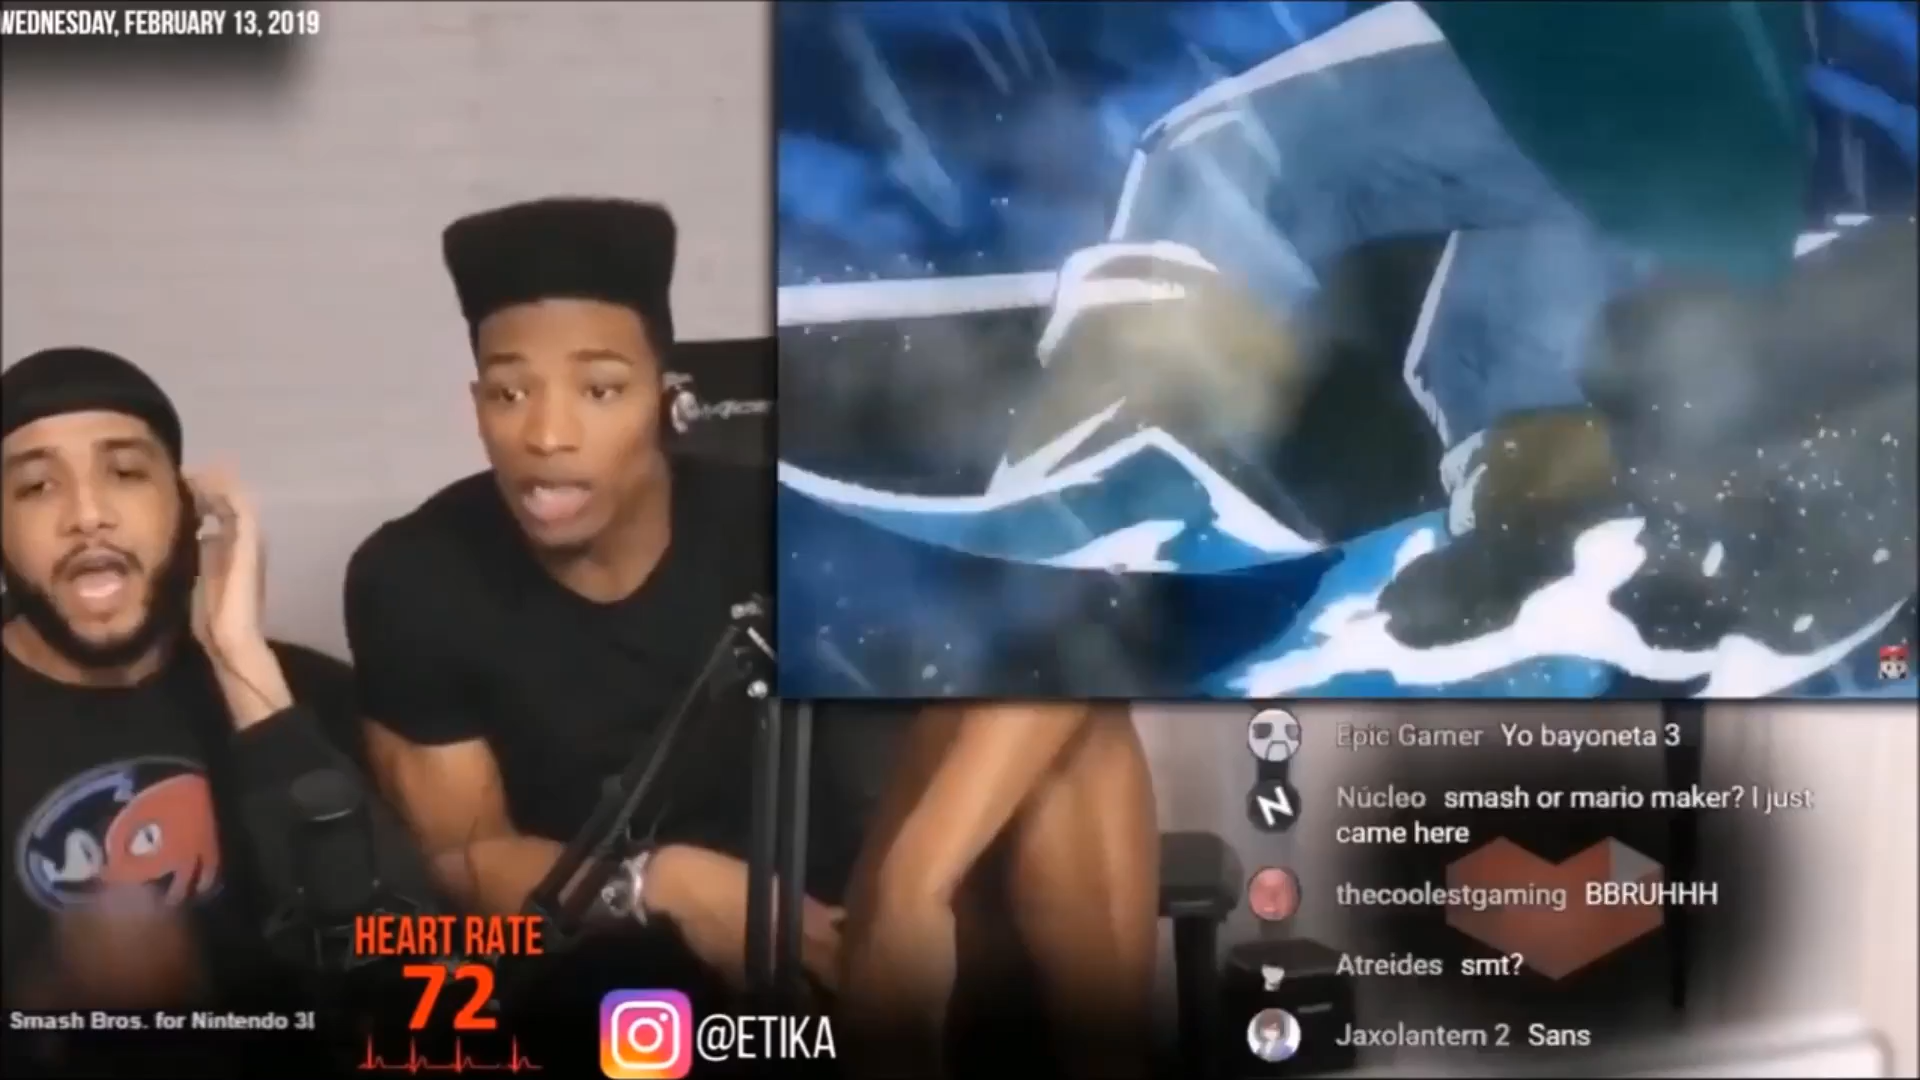 WEDNESDAY, FEBRUARY 13, 2019
Epic Gamer Yo bayoneta 3
Núcleo smash or mario maker? I just
came here
thecoolestgaming BBRUHHH
Atreides smt?
Jaxolantern 2 Sans
HEART RATE
72
Smash Bros. for Nintendo 3
@ETIKA